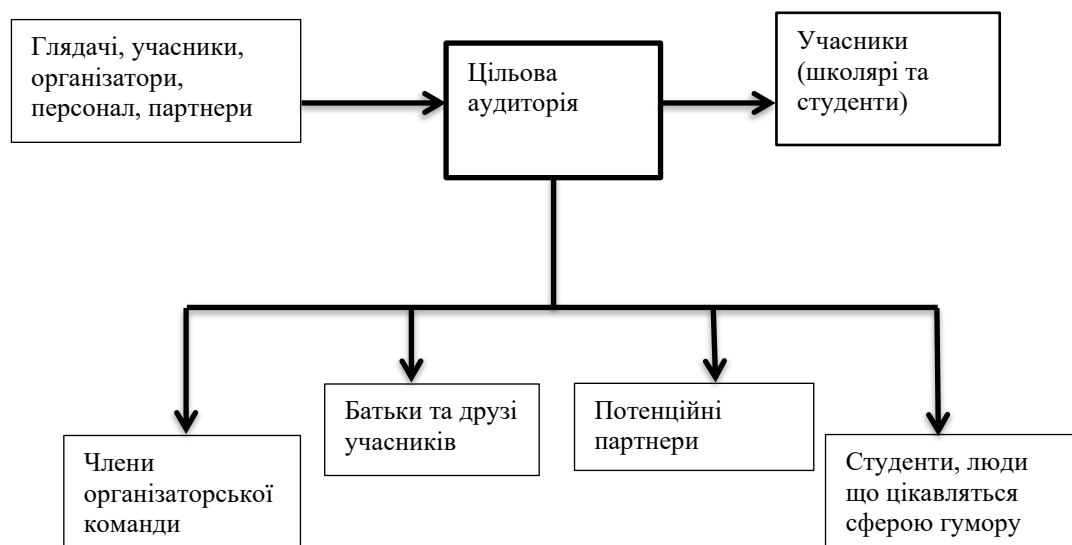 Глядачі, учасники,
організатори,
персонал, партнери
Цільова
аудиторія
Учасники
(школярі та
студенти)
Члени
організаторської
команди
Батьки та друзі
учасників
Потенційні
партнери
Студенти, люди
що цікавляться
сферою гумору